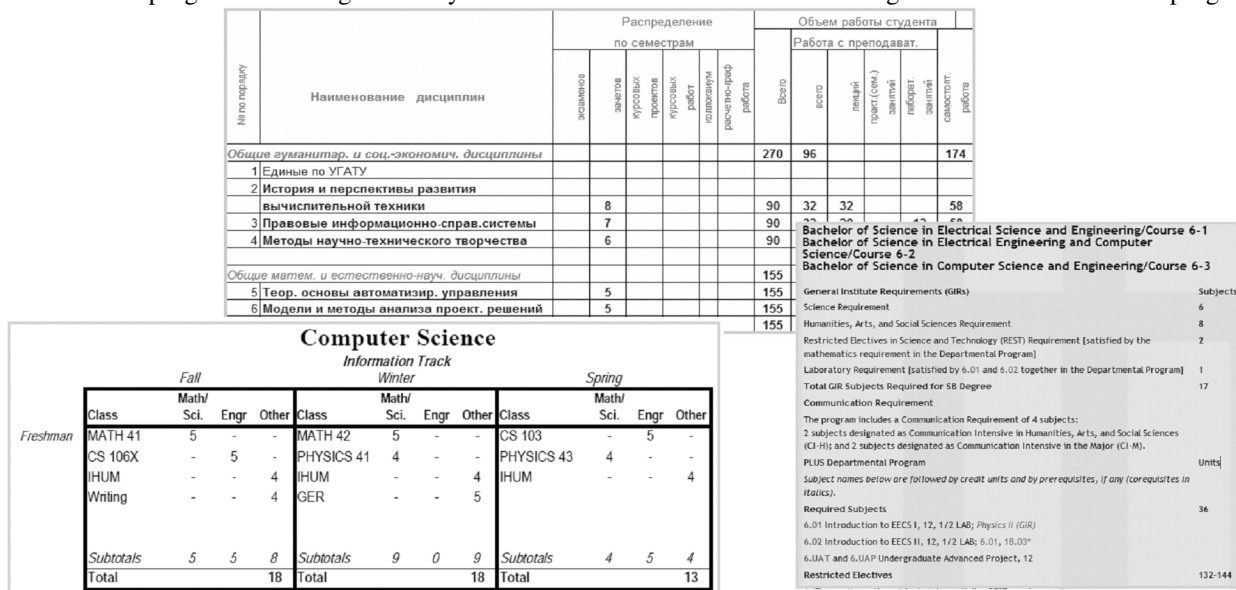 Распределение
по семестрам
Объем работы студента
Работа с преподават.
№ по порядку
Наименование дисциплин
экзаменов
зачетов
курсовых проектов
курсовых работ
коллоквиум
расчетно-граф работа
Всего
всего
лекций
практ.(сем.) занятий
лаборат. занятий
самостоят. работа
Общие гуманитар. и соц.-экономич. дисциплины 270 96 174
1 Единые по УГАТУ
2 История и перспективы развития
вычислительной техники 8 90 32 32 58
3 Правовые информационно-справ.системы 7 90
4 Методы научно-технического творчества 6 90
Общие матем. и естественно-науч. дисциплины 155
5 Теор. основы автоматизир. управления 5 155
6 Модели и методы анализа проект. решений 5 155
155
Bachelor of Science in Electrical Science and Engineering/Course 6-1
Bachelor of Science in Electrical Engineering and Computer
Science/Course 6-2
Bachelor of Science in Computer Science and Engineering/Course 6-3
General Institute Requirements (GIRs) Subjects
Science Requirement 6
Humanities, Arts, and Social Sciences Requirement 8
Restricted Electives in Science and Technology (REST) Requirement [satisfied by the 2
mathematics requirement in the Departmental Program]
Laboratory Requirement [satisfied by 6.01 and 6.02 together in the Departmental Program] 1
Total GIR Subjects Required for SB Degree 17
Communication Requirement
The program includes a Communication Requirement of 4 subjects:
2 subjects designated as Communication Intensive in Humanities, Arts, and Social Sciences
(CI-H); and 2 subjects designated as Communication Intensive in the Major (CI-M).
PLUS Departmental Program Units
Subject names below are followed by credit units and by prerequisites, if any (corequisites in
italics).
Required Subjects 36
6.01 Introduction to EECS I, 12, 1/2 LAB; Physics II (GIR)
6.02 Introduction to EECS II, 12, 1/2 LAB; 6.01, 18.03*
6.UAT and 6.UAP Undergraduate Advanced Project, 12
Restricted Electives 132-144
Computer Science
Information Track
Fall Winter Spring
Math/ Math/ Math/
Class Sci. Engr Other Class Sci. Engr Other Class Sci. Engr Other
Freshman MATH 41 5 - - MATH 42 5 - - CS 103 - 5 -
CS 106X - 5 - PHYSICS 41 4 - - PHYSICS 43 4 - -
IHUM - - 4 IHUM - - 4 IHUM - - 4
Writing - - 4 GER - - 5
Subtotals 5 5 8 Subtotals 9 0 9 Subtotals 4 5 4
Total 18 Total 18 Total 13